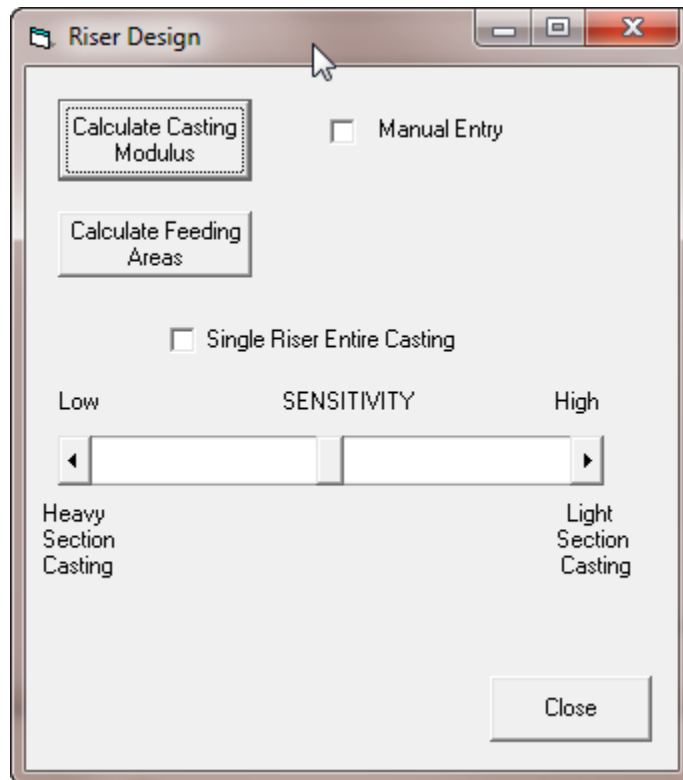 Riser Design
Calculate Casting
Modulus
Manual Entry
Calculate Feeding
Areas
Single Riser Entire Casting
Low SENSITIVITY High
Heavy
Section
Casting
Light
Section
Casting
Close